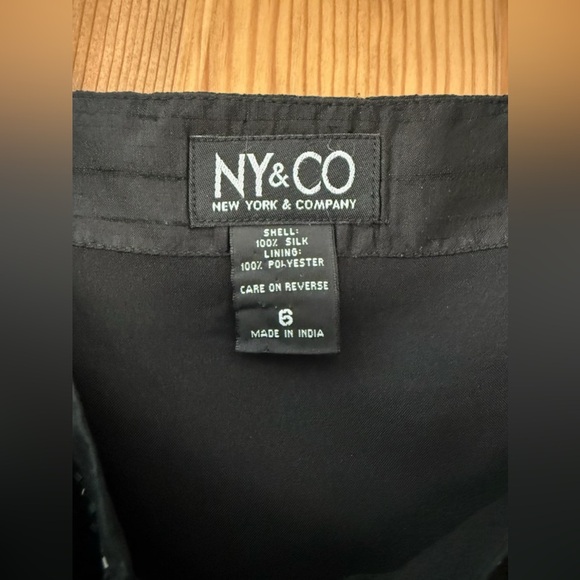 NY&CO
NEW YORK & COMPANY
SHELL:
100% SILK
LINING:
100% POLYESTER
CARE ON REVERSE
6
MADE IN INDIA